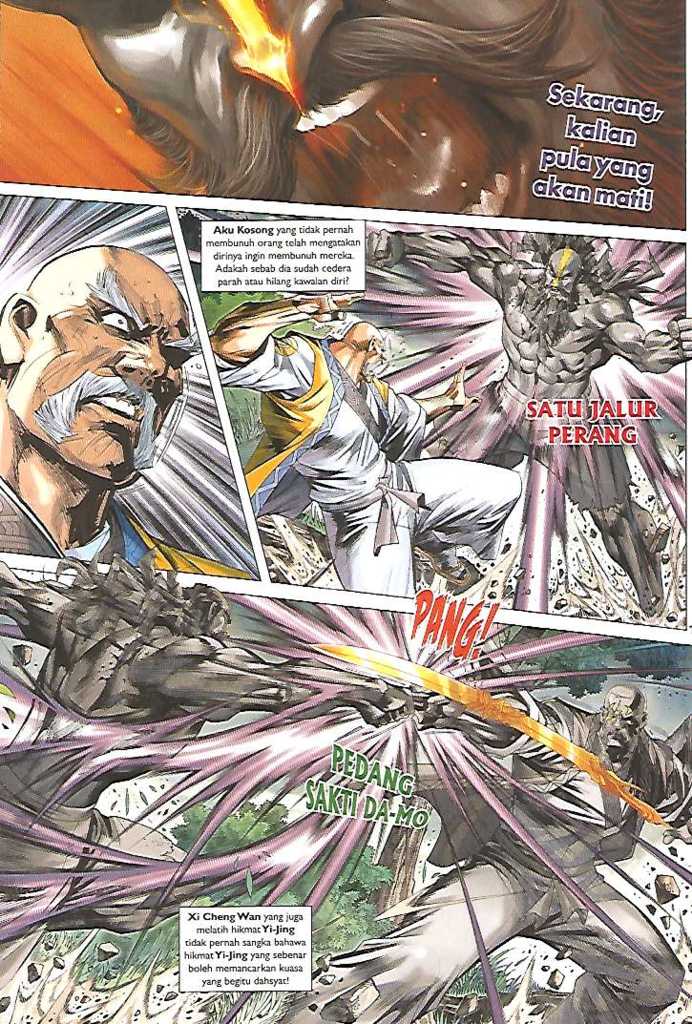 Sekarang,
kalian
pula yang
akan mati!
Aku Kosong yang tidak pernah
membunuh orang telah mengatakan
dirinya ingin membunuh mereka.
Adakah sebab dia sudah cedera
parah atau hilang kawalan diri?
SATU JALUR
PERANG
PANG!
PEDANG
SAKTI DA-MO
Xi Cheng Wan yang juga
melatih hikmat Yi-Jing
tidak pernah sangka bahawa
hikmat Yi-Jing yang sebenar
boleh memancarkan kuasa
yang begitu dahsyat!